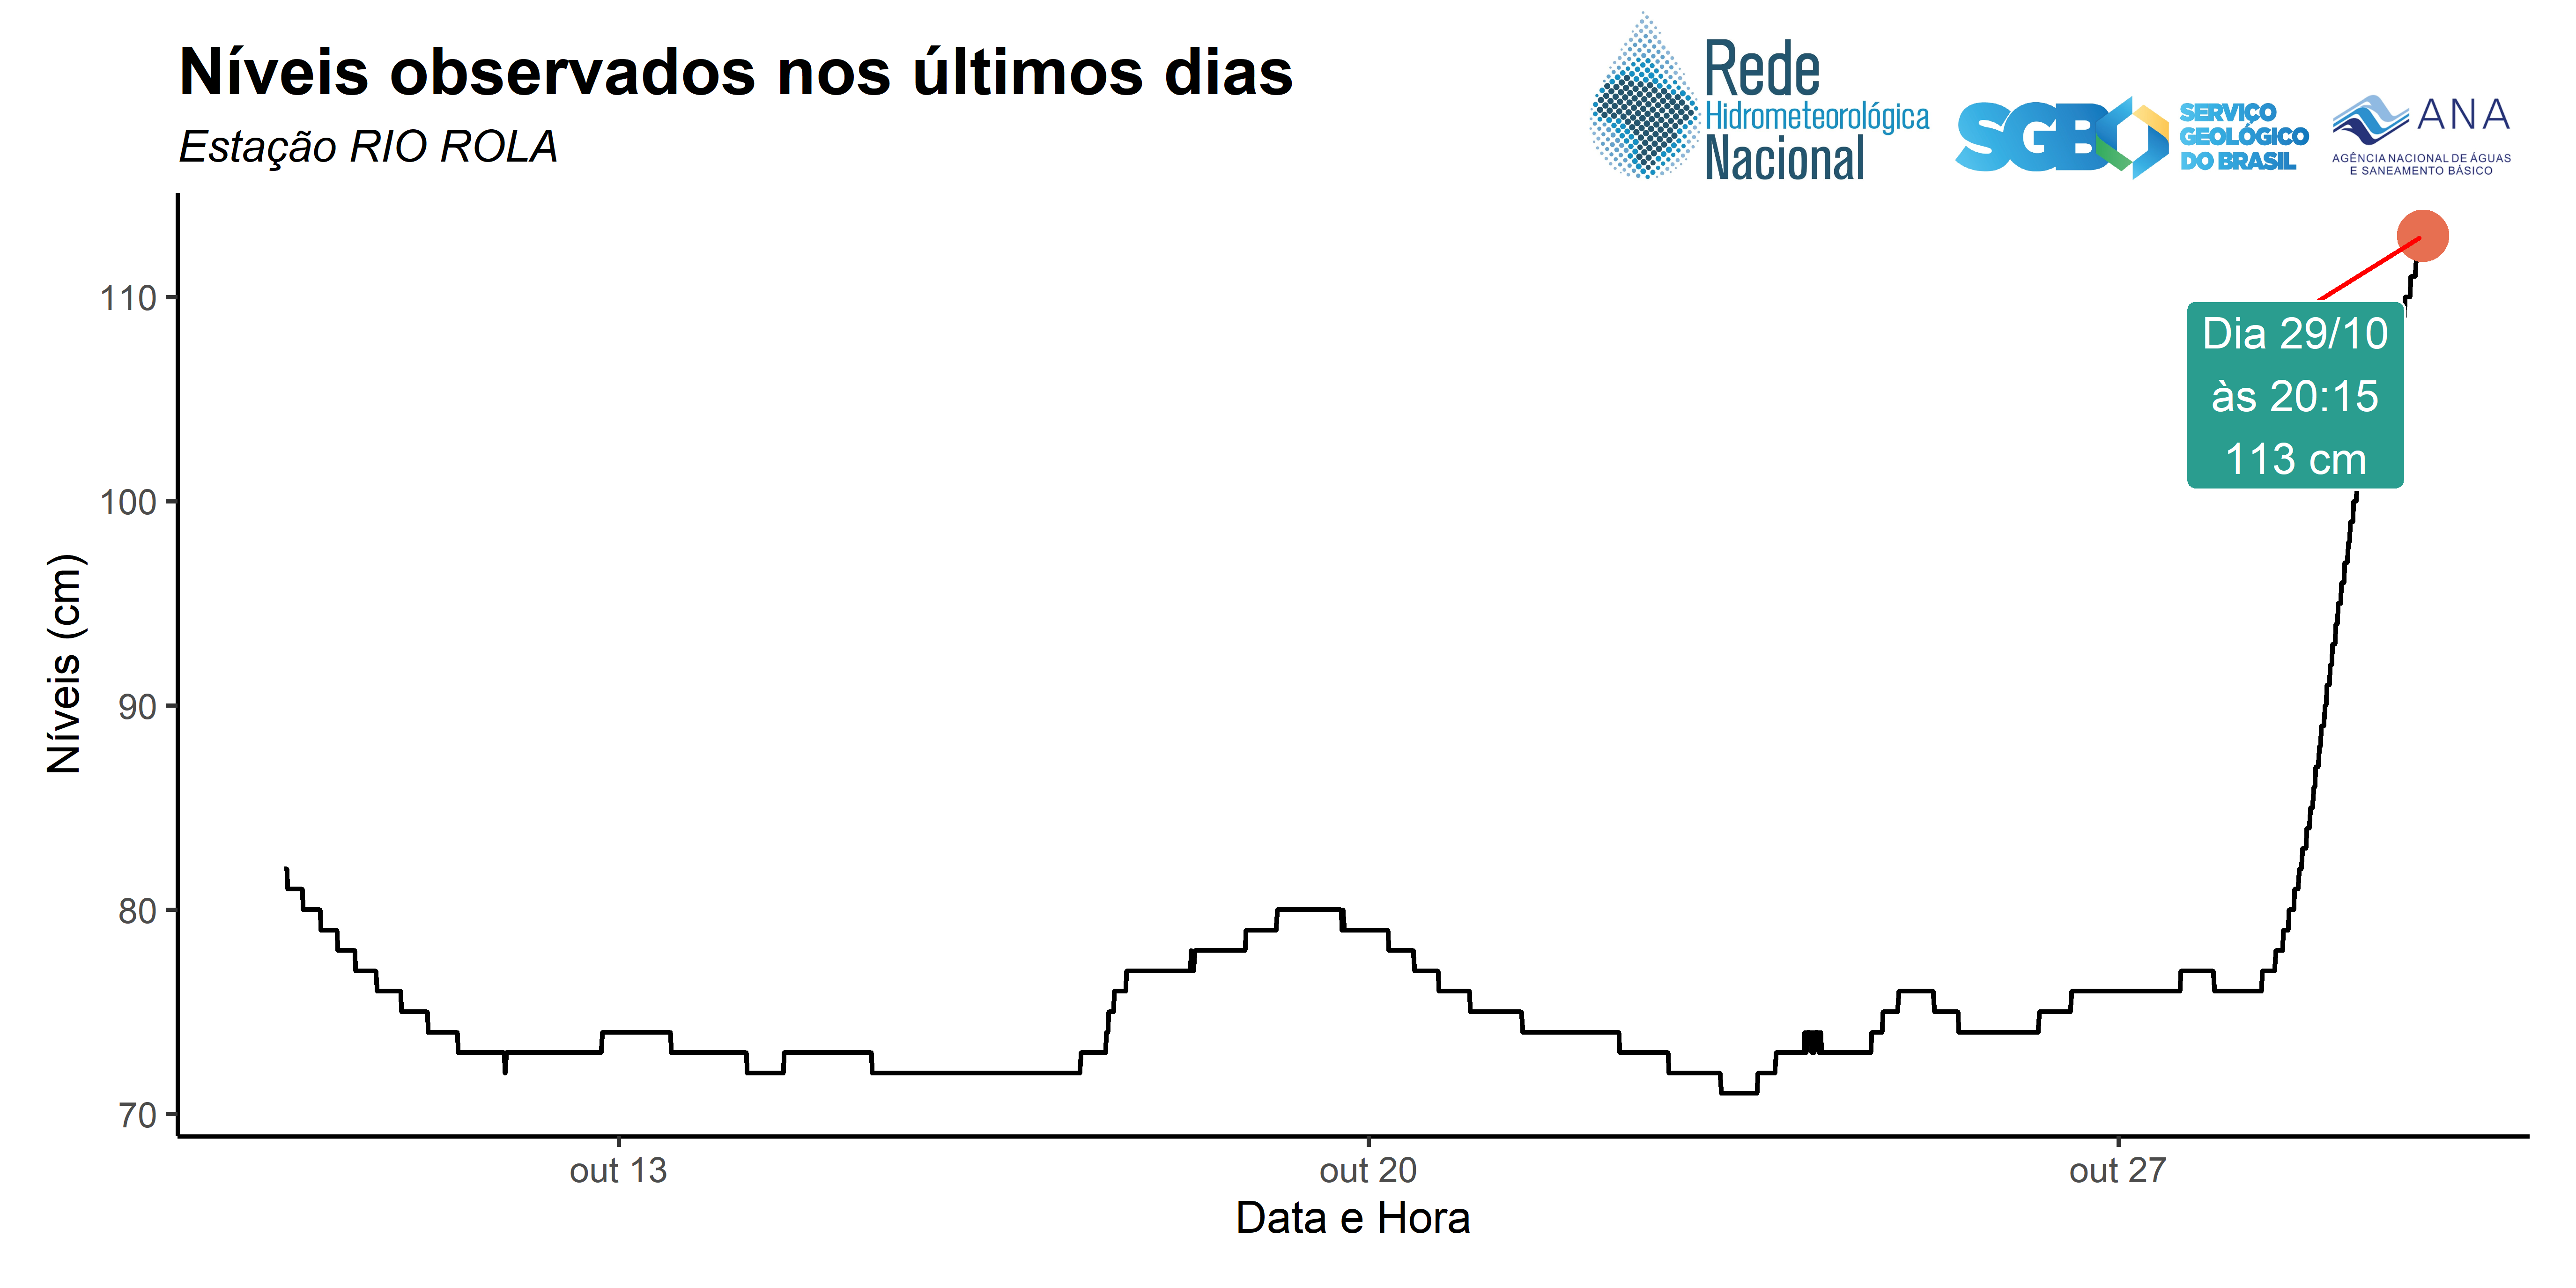 Níveis observados nos últimos dias
Estação RIO ROLA
Rede
Hidrometeorológica
Nacional
SGB
SERVIÇO
GEOLÓGICO
DO BRASIL
ANA
AGÊNCIA NACIONAL DE ÁGUAS
E SANEAMENTO BÁSICO
Níveis (cm)
110
100
90
80
70
Dia 29/10
às 20:15
113 cm
out 13
out 20
out 27
Data e Hora